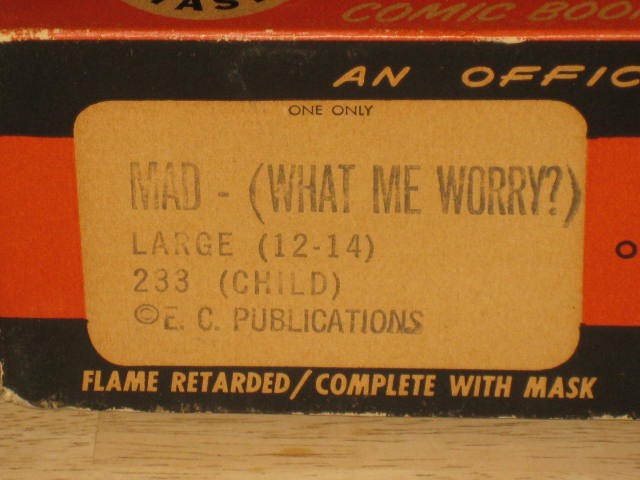 COMIC BOO
AN OFFIC
ONE ONLY
MAD - (WHAT ME WORRY?)
LARGE (12-14)
233 (CHILD)
©E. C. PUBLICATIONS
FLAME RETARDED/COMPLETE WITH MASK